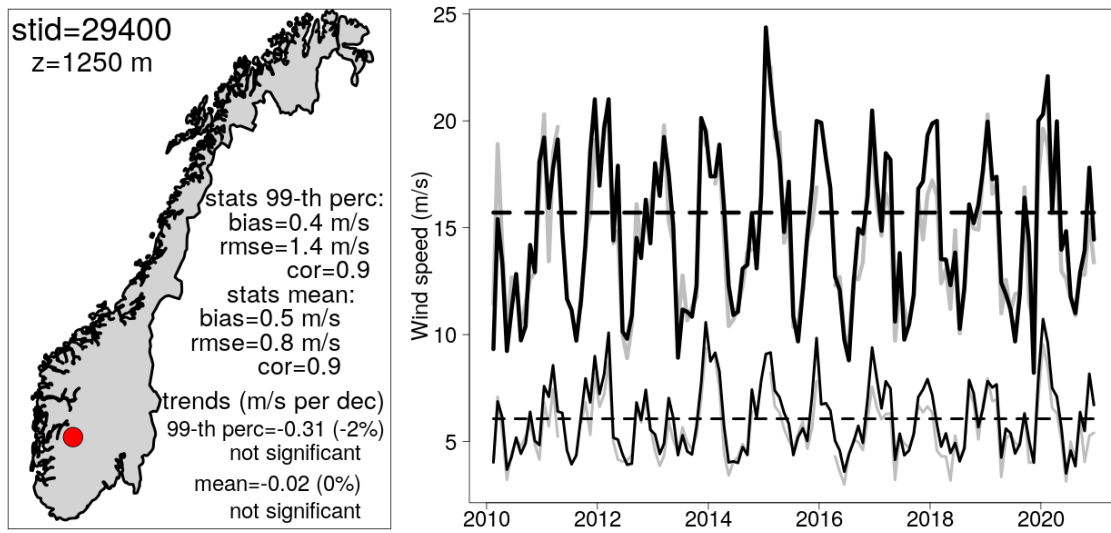 stid=29400
z=1250 m
stats 99-th perc:
bias=0.4 m/s
rmse=1.4 m/s
cor=0.9
stats mean:
bias=0.5 m/s
rmse=0.8 m/s
cor=0.9
trends (m/s per dec)
99-th perc=-0.31 (-2%)
not significant
mean=-0.02 (0%)
not significant
Wind speed (m/s)
25
20
15
10
5
2010 2012 2014 2016 2018 2020